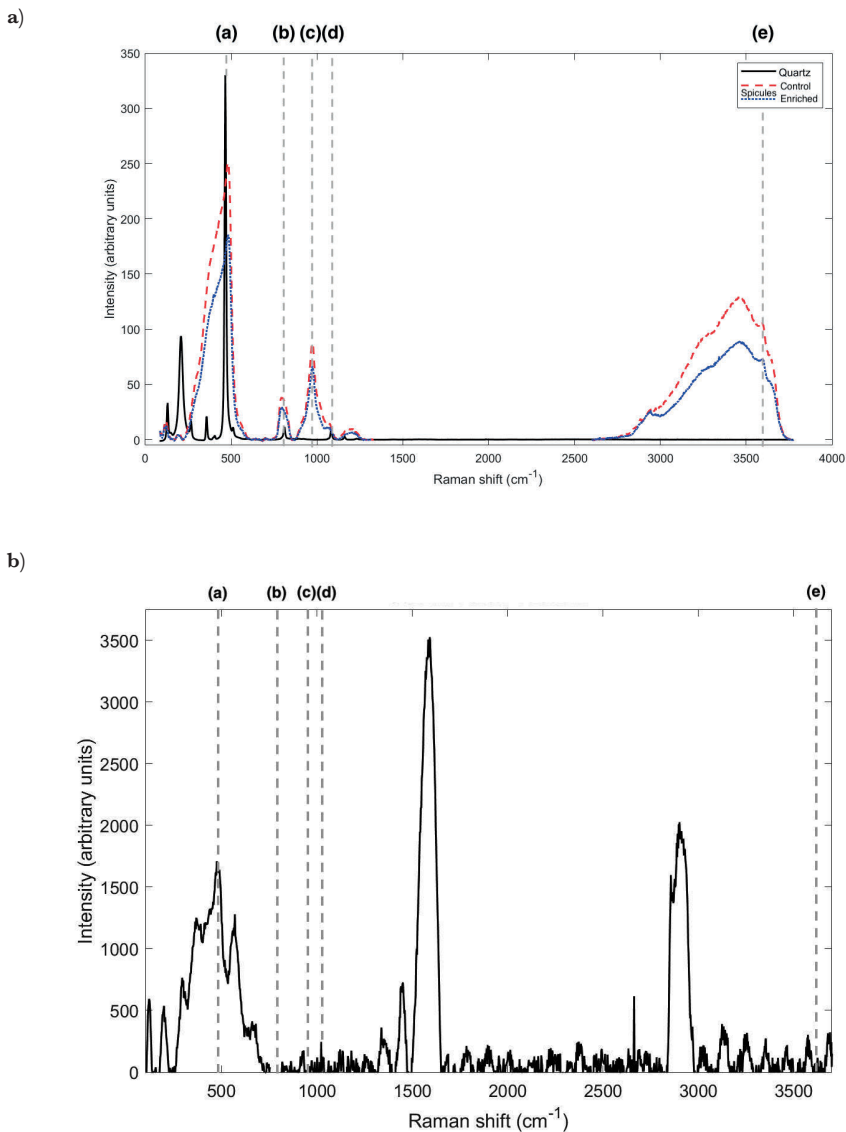 a)
(a) (b) (c) (d) (e)
350
300
250
200
150
100
50
0
Intensity (arbitrary units)
Quartz
Control
Spicules
Enriched
0 500 1000 1500 2000 2500 3000 3500 4000
Raman shift (cm⁻¹)
b)
(a) (b) (c) (d) (e)
3500
3000
2500
2000
1500
1000
500
0
Intensity (arbitrary units)
500 1000 1500 2000 2500 3000 3500
Raman shift (cm⁻¹)